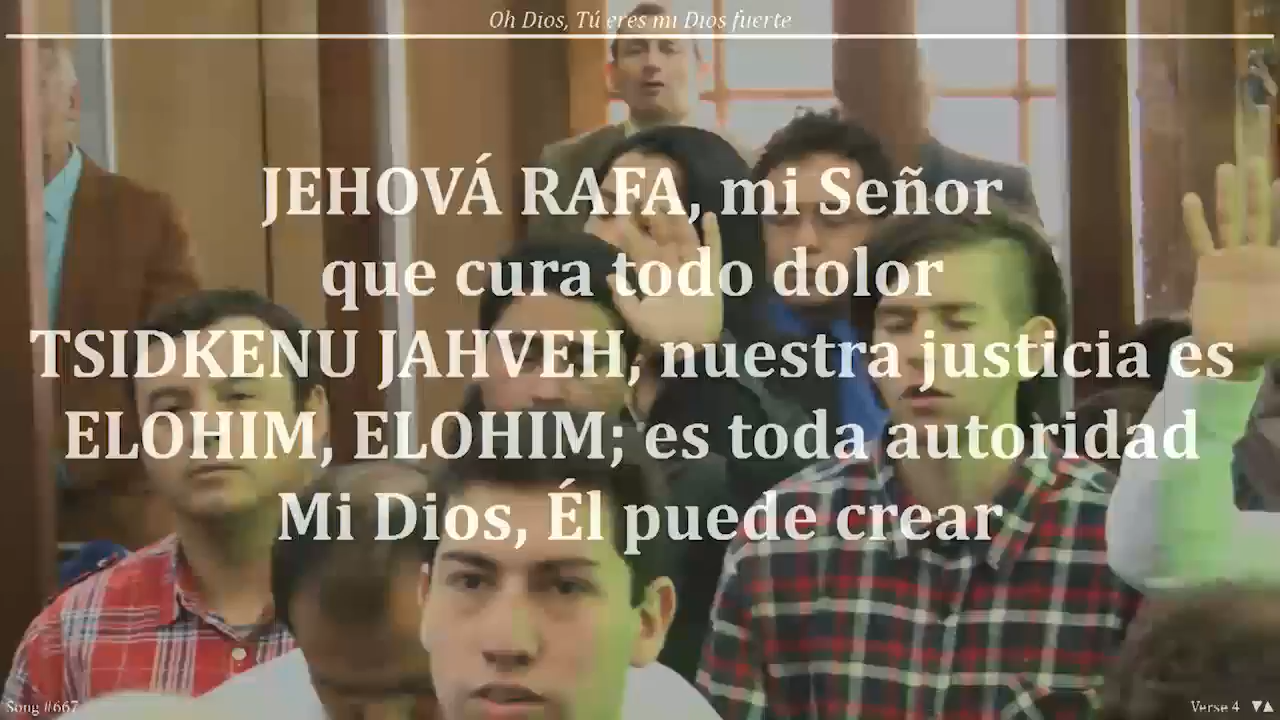 Oh Dios, Tú eres mi Dios fuerte
JEHOVÁ RAFA, mi Señor
que cura todo dolor
TSIDKENU JAHVEH, nuestra justicia es
ELOHIM, ELOHIM; es toda autoridad
Mi Dios, Él puede crear
Song #667
Verse 4 ▼▲